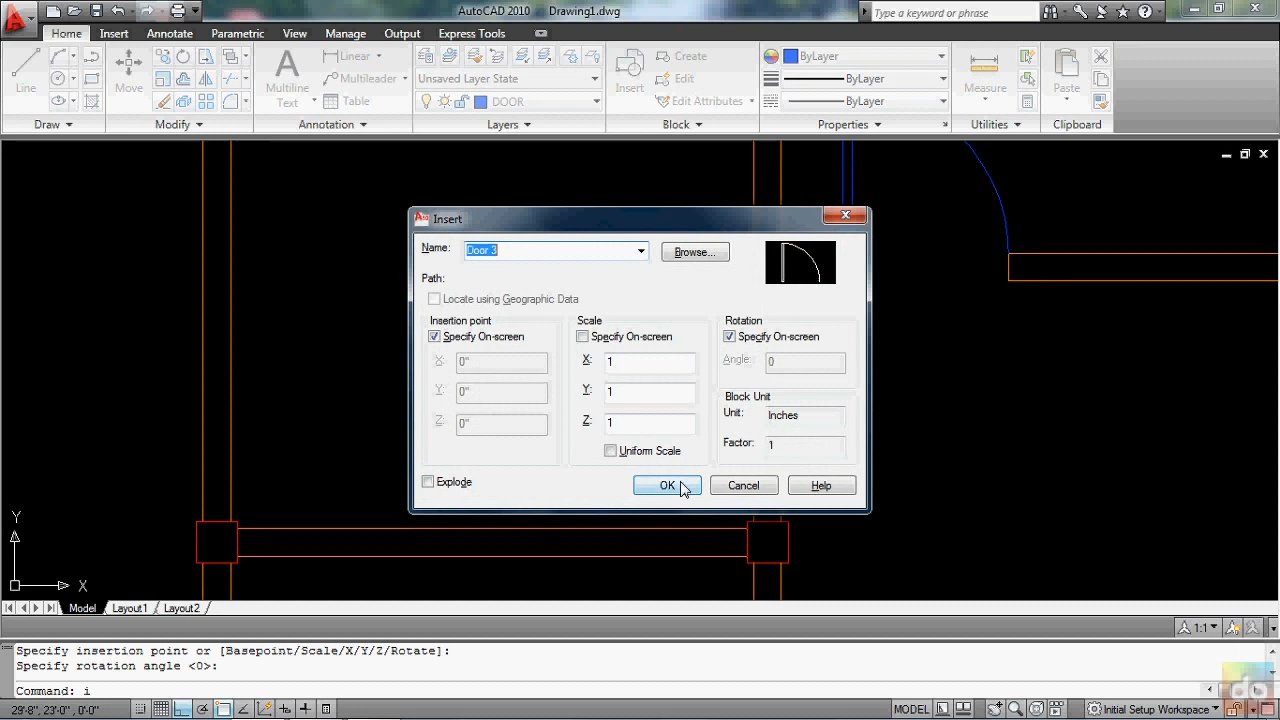 AutoCAD 2010 Drawing1.dwg
Type a keyword or phrase
Home Insert Annotate Parametric View Manage Output Express Tools
Line
Move
Multiline
Text
Linear
Multileader
Table
Unsaved Layer State
DOOR
Insert
Create
Edit
Edit Attributes
ByLayer
ByLayer
ByLayer
Measure
Paste
Draw Modify Annotation Layers Block Properties Utilities Clipboard
Insert
Name: Door 3 Browse...
Path:
Locate using Geographic Data
Insertion point
Specify On-screen
X: 0"
Y: 0"
Z: 0"
Scale
Specify On-screen
X: 1
Y: 1
Z: 1
Uniform Scale
Rotation
Specify On-screen
Angle: 0
Block Unit
Unit: Inches
Factor: 1
Explode
OK Cancel Help
Y
X
Model Layout1 Layout2
1:1
Specify insertion point or [Basepoint/Scale/X/Y/Z/Rotate]:
Specify rotation angle <0>:
Command: i
29'-8", 23'-0", 0'-0" MODEL Initial Setup Workspace